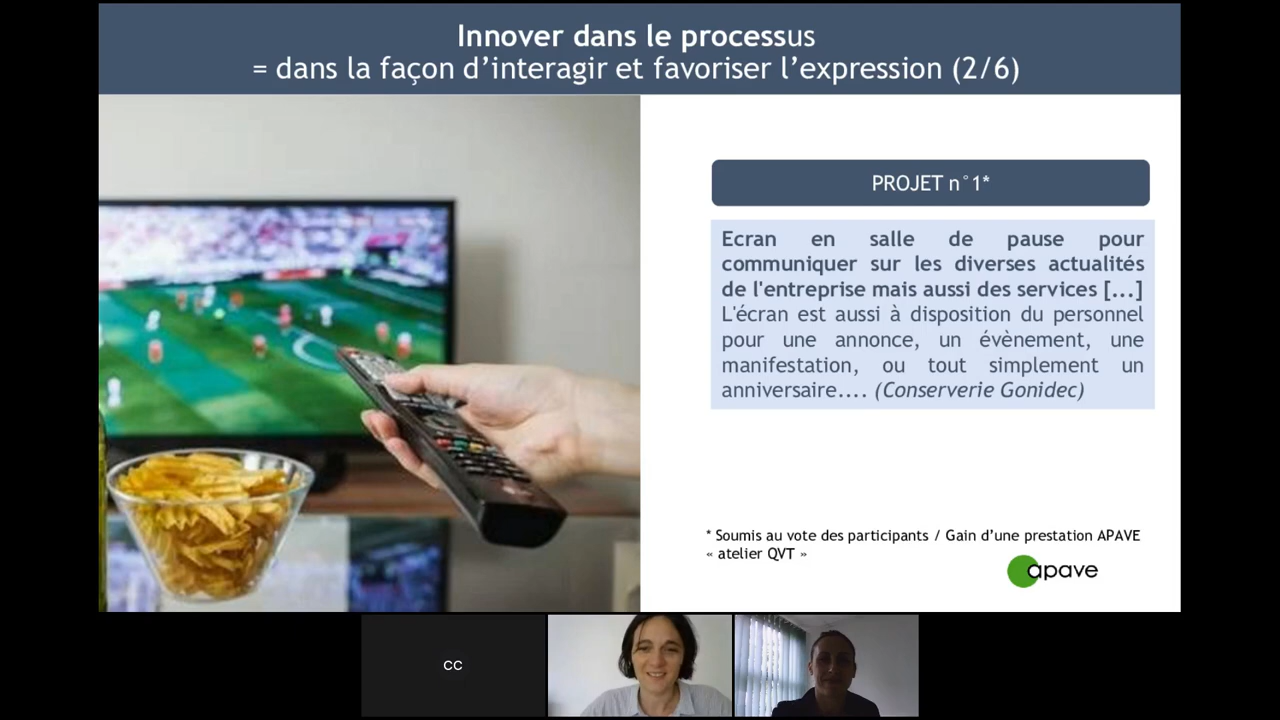 Innover dans le processus
= dans la façon d’interagir et favoriser l’expression (2/6)
PROJET n°1*
Ecran en salle de pause pour
communiquer sur les diverses actualités
de l'entreprise mais aussi des services [...]
L'écran est aussi à disposition du personnel
pour une annonce, un évènement, une
manifestation, ou tout simplement un
anniversaire.... (Conserverie Gonidec)
* Soumis au vote des participants / Gain d’une prestation APAVE
« atelier QVT »
apave
CC